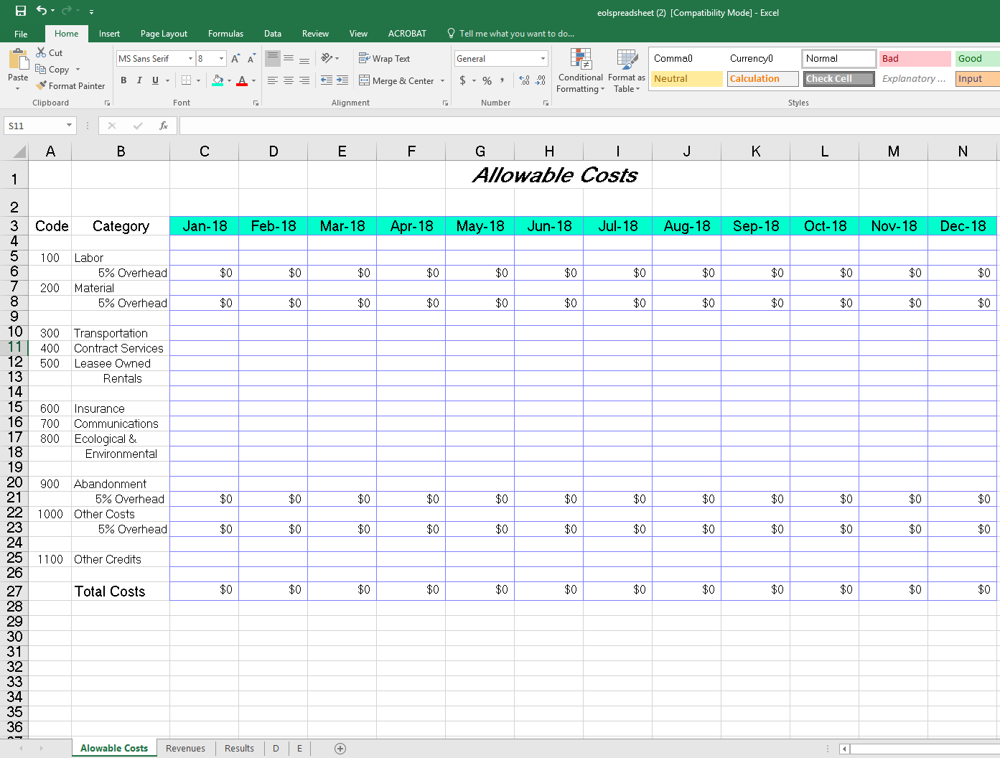 eolspreadsheet (2) [Compatibility Mode] - Excel
File Home Insert Page Layout Formulas Data Review View ACROBAT Tell me what you want to do...
Cut MS Sans Serif 8 A A Wrap Text General Comma0 Currency0 Normal Bad Good
Paste Copy Format Painter B I U A Merge & Center $ % , .00 .00 Conditional Formatting Format as Table Neutral Calculation Check Cell Explanatory ... Input
Clipboard Font Alignment Number Styles
S11 fx
A B C D E F G H I J K L M N
1 Allowable Costs
2
3 Code Category Jan-18 Feb-18 Mar-18 Apr-18 May-18 Jun-18 Jul-18 Aug-18 Sep-18 Oct-18 Nov-18 Dec-18
4
5 100 Labor
6 5% Overhead $0 $0 $0 $0 $0 $0 $0 $0 $0 $0 $0 $0
7 200 Material
8 5% Overhead $0 $0 $0 $0 $0 $0 $0 $0 $0 $0 $0 $0
9
10 300 Transportation
11 400 Contract Services
12 500 Leasee Owned
13 Rentals
14
15 600 Insurance
16 700 Communications
17 800 Ecological &
18 Environmental
19
20 900 Abandonment
21 5% Overhead $0 $0 $0 $0 $0 $0 $0 $0 $0 $0 $0 $0
22 1000 Other Costs
23 5% Overhead $0 $0 $0 $0 $0 $0 $0 $0 $0 $0 $0 $0
24
25 1100 Other Credits
26
27 Total Costs $0 $0 $0 $0 $0 $0 $0 $0 $0 $0 $0 $0
28
29
30
31
32
33
34
35
36
Alowable Costs Revenues Results D E